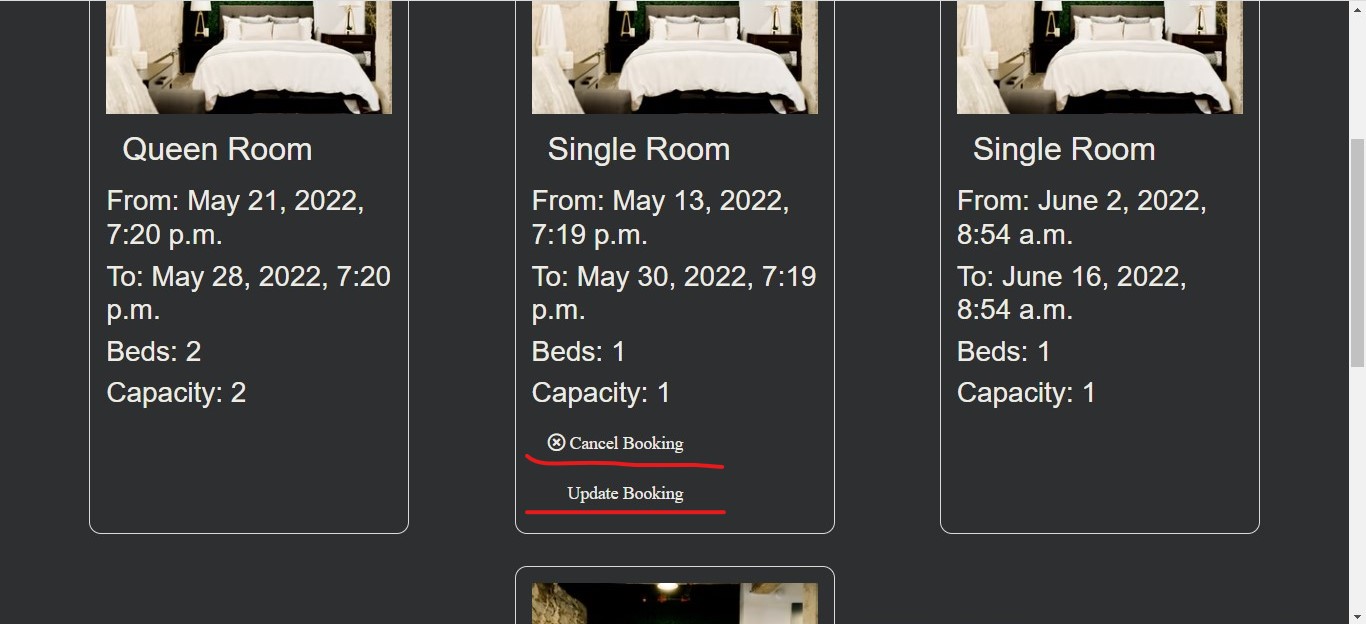 Queen Room
From: May 21, 2022,
7:20 p.m.
To: May 28, 2022, 7:20
p.m.
Beds: 2
Capacity: 2
Single Room
From: May 13, 2022,
7:19 p.m.
To: May 30, 2022, 7:19
p.m.
Beds: 1
Capacity: 1
Cancel Booking
Update Booking
Single Room
From: June 2, 2022,
8:54 a.m.
To: June 16, 2022,
8:54 a.m.
Beds: 1
Capacity: 1